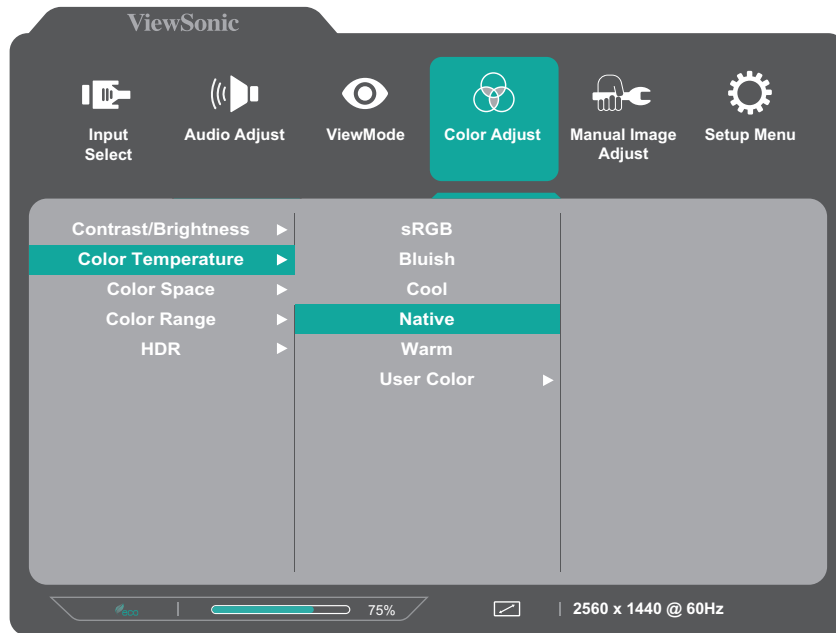 ViewSonic
Input
Select
Audio Adjust
ViewMode
Color Adjust
Manual Image
Adjust
Setup Menu
Contrast/Brightness
Color Temperature
Color Space
Color Range
HDR
sRGB
Bluish
Cool
Native
Warm
User Color
eco
75%
2560 x 1440 @ 60Hz